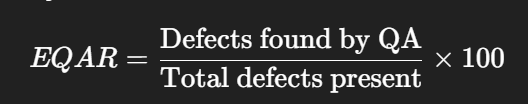 EQAR = Defects found by QA / Total defects present × 100